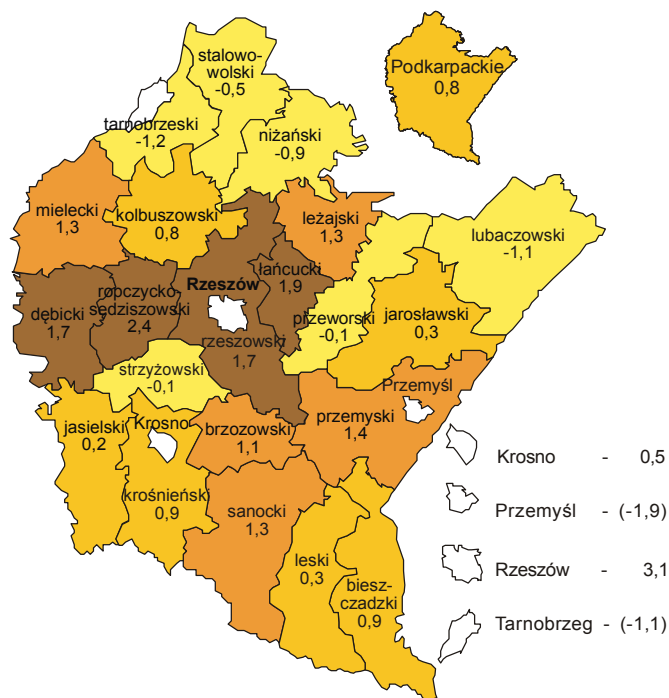 stalowo-
wolski
-0,5
Podkarpackie
0,8
tarnobrzeski
-1,2
niżański
-0,9
mielecki
1,3
kolbuszowski
0,8
leżajski
1,3
lubaczowski
-1,1
Rzeszów
łańcucki
1,9
ropczycko-
sędziszowski
2,4
dębicki
1,7
przeworski
-0,1
jarosławski
0,3
rzeszowski
1,7
strzyżowski
-0,1
Przemyśl
jasielski
0,2
Krosno
brzozowski
1,1
przemyski
1,4
krośnieński
0,9
sanocki
1,3
leski
0,3
biesz-
czadzki
0,9
Krosno - 0,5
Przemyśl - (-1,9)
Rzeszów - 3,1
Tarnobrzeg - (-1,1)